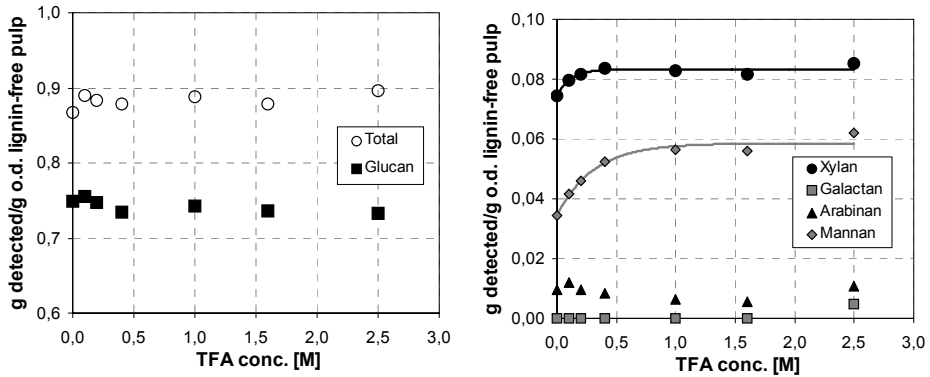 g detected/g o.d. lignin-free pulp
1,0
0,9
0,8
0,7
0,6
Total
Glucan
0,0 0,5 1,0 1,5 2,0 2,5 3,0
TFA conc. [M]
g detected/g o.d. lignin-free pulp
0,10
0,08
0,06
0,04
0,02
0,00
Xylan
Galactan
Arabinan
Mannan
0,0 0,5 1,0 1,5 2,0 2,5 3,0
TFA conc. [M]